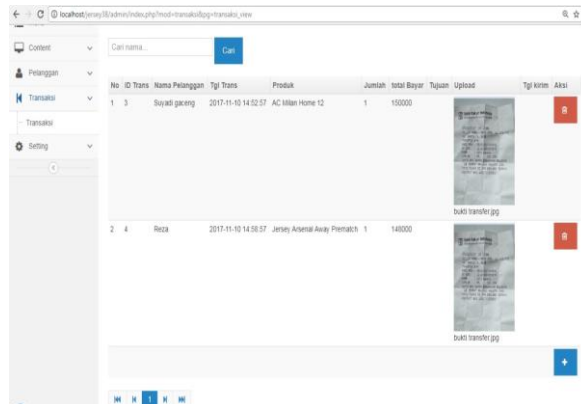 localhost/jersey38/admin/index.php?mod=transaksi&pg=transaksi_view
Content
Pelanggan
Transaksi
Transaksi
Setting
Cari nama...
Cari
No ID Trans Nama Pelanggan Tgl Trans Produk Jumlah total Bayar Tujuan Upload Tgl kirim Aksi
1 3 Suyadi gaceng 2017-11-10 14:52:57 AC Milan Home 12 1 150000
bukti transfer.jpg
2 4 Reza 2017-11-10 14:56:57 Jersey Arsenal Away Prematch 1 148000
bukti transfer.jpg
1